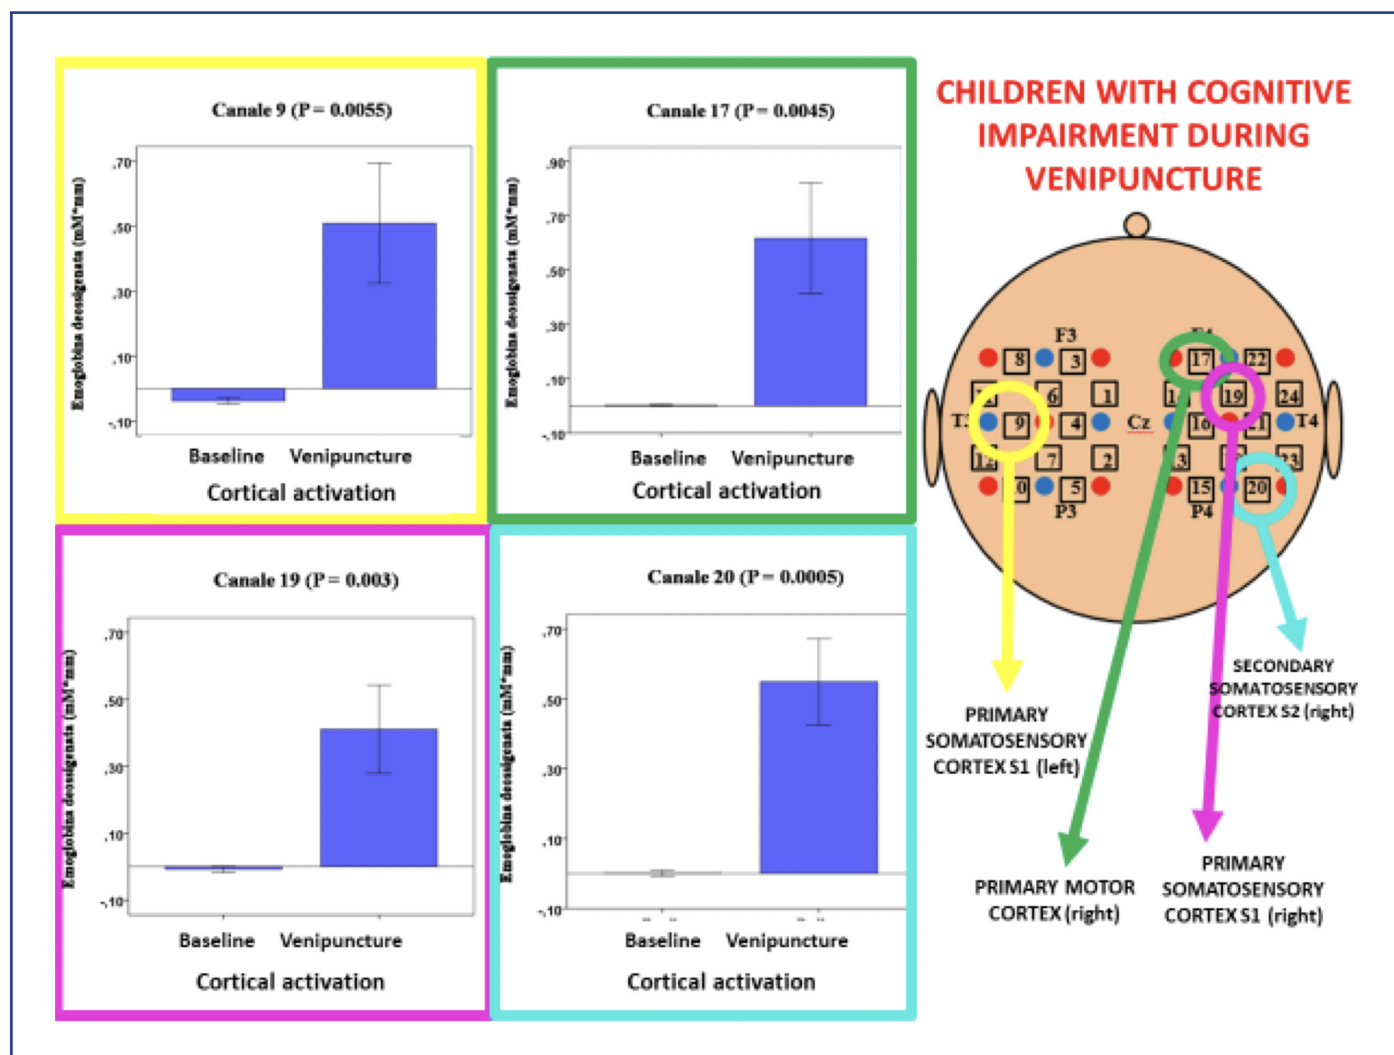 Canale 9 (P = 0.0055)
Emoglobina deossigenata (mM*mm)
,70
,50
,30
,10
-,10
Baseline Venipuncture
Cortical activation
Canale 17 (P = 0.0045)
Emoglobina deossigenata (mM*mm)
,90
,70
,50
,30
,10
-,10
Baseline Venipuncture
Cortical activation
Canale 19 (P = 0.003)
Emoglobina deossigenata (mM*mm)
,70
,50
,30
,10
-,10
Baseline Venipuncture
Cortical activation
Canale 20 (P = 0.0005)
Emoglobina deossigenata (mM*mm)
,70
,50
,30
,10
-,10
Baseline Venipuncture
Cortical activation
CHILDREN WITH COGNITIVE
IMPAIRMENT DURING
VENIPUNCTURE
F3
8 3 17 22
6 1 19 24
9 4 Cz 16 21 T4
12 7 2 23
10 5 15 20
P3 P4
PRIMARY
SOMATOSENSORY
CORTEX S1 (left)
SECONDARY
SOMATOSENSORY
CORTEX S2 (right)
PRIMARY MOTOR
CORTEX (right)
PRIMARY
SOMATOSENSORY
CORTEX S1 (right)